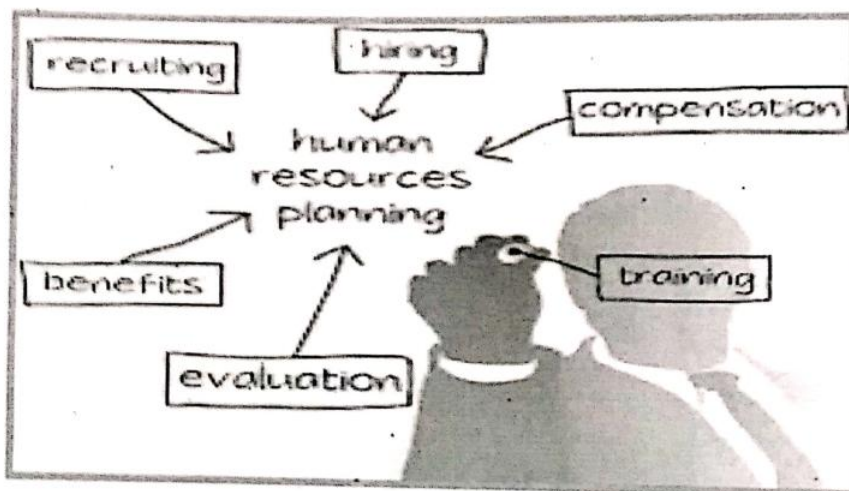 hiring
recruiting
compensation
human
resources
planning
training
benefits
evaluation